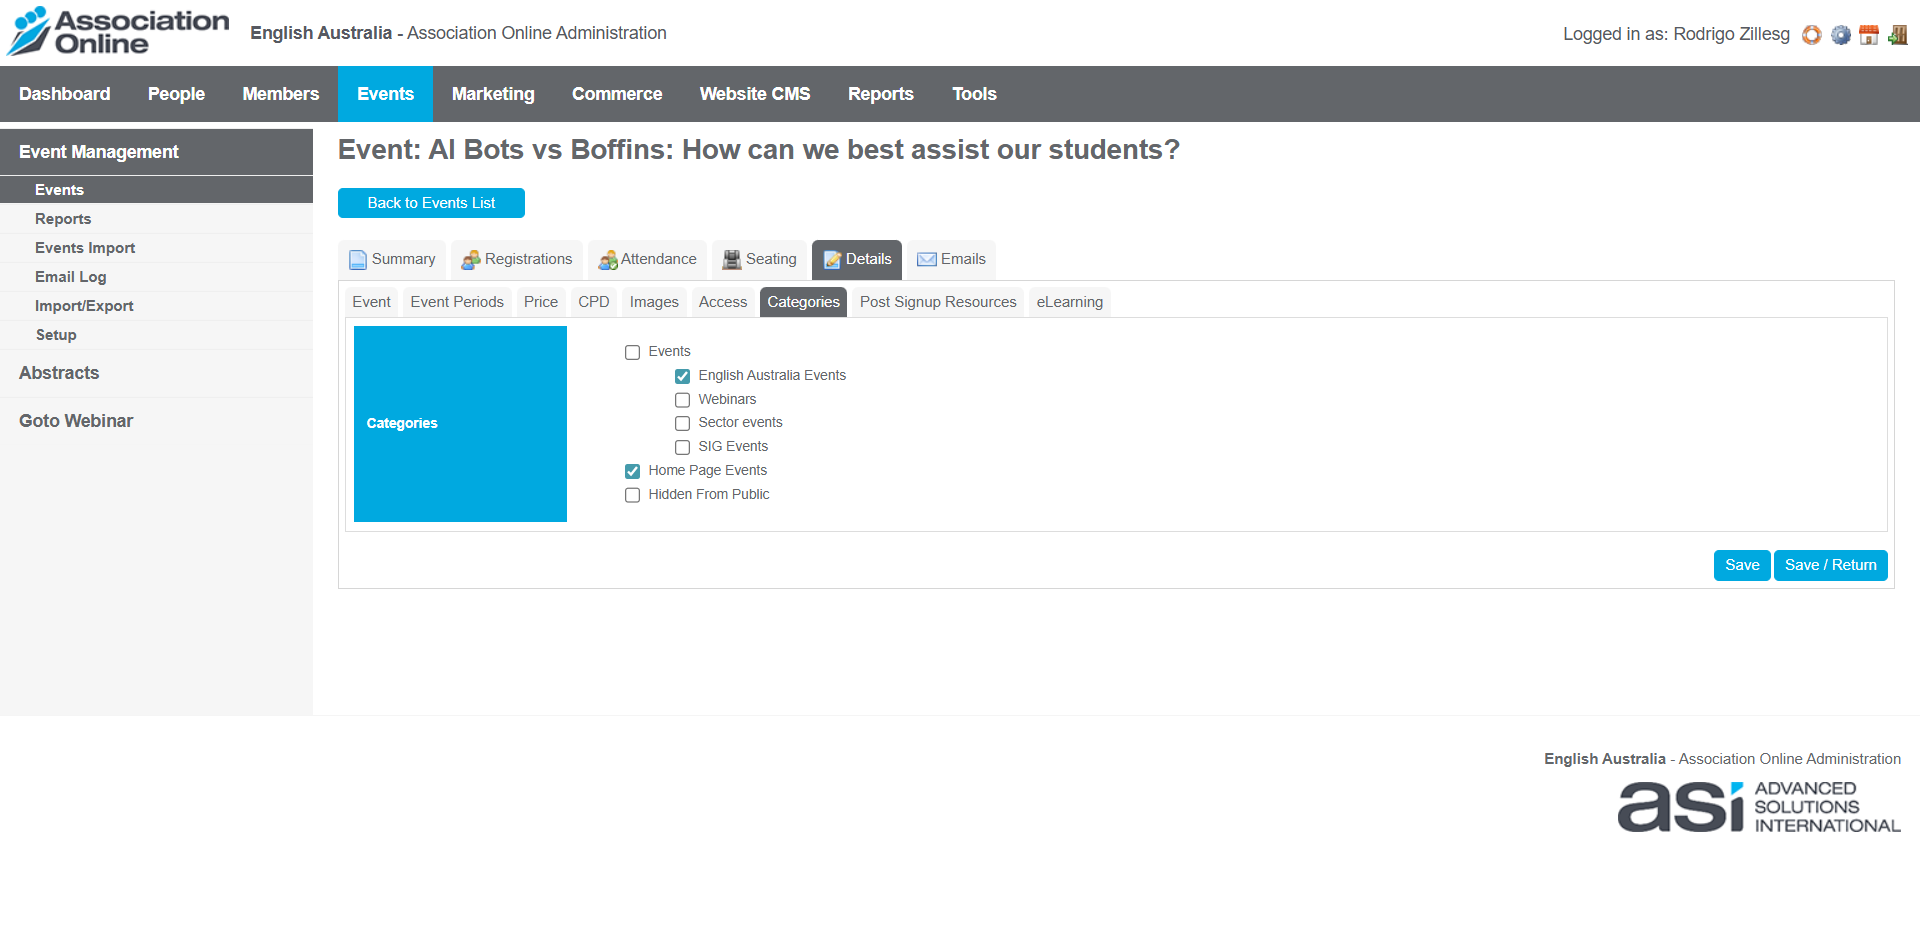 Association
Online
English Australia - Association Online Administration
Logged in as: Rodrigo Zillesg
Dashboard People Members Events Marketing Commerce Website CMS Reports Tools
Event Management
Events
Reports
Events Import
Email Log
Import/Export
Setup
Abstracts
Goto Webinar
Event: AI Bots vs Boffins: How can we best assist our students?
Back to Events List
Summary Registrations Attendance Seating Details Emails
Event Event Periods Price CPD Images Access Categories Post Signup Resources eLearning
Categories
Events
English Australia Events
Webinars
Sector events
SIG Events
Home Page Events
Hidden From Public
Save Save / Return
English Australia - Association Online Administration
asi ADVANCED
SOLUTIONS
INTERNATIONAL